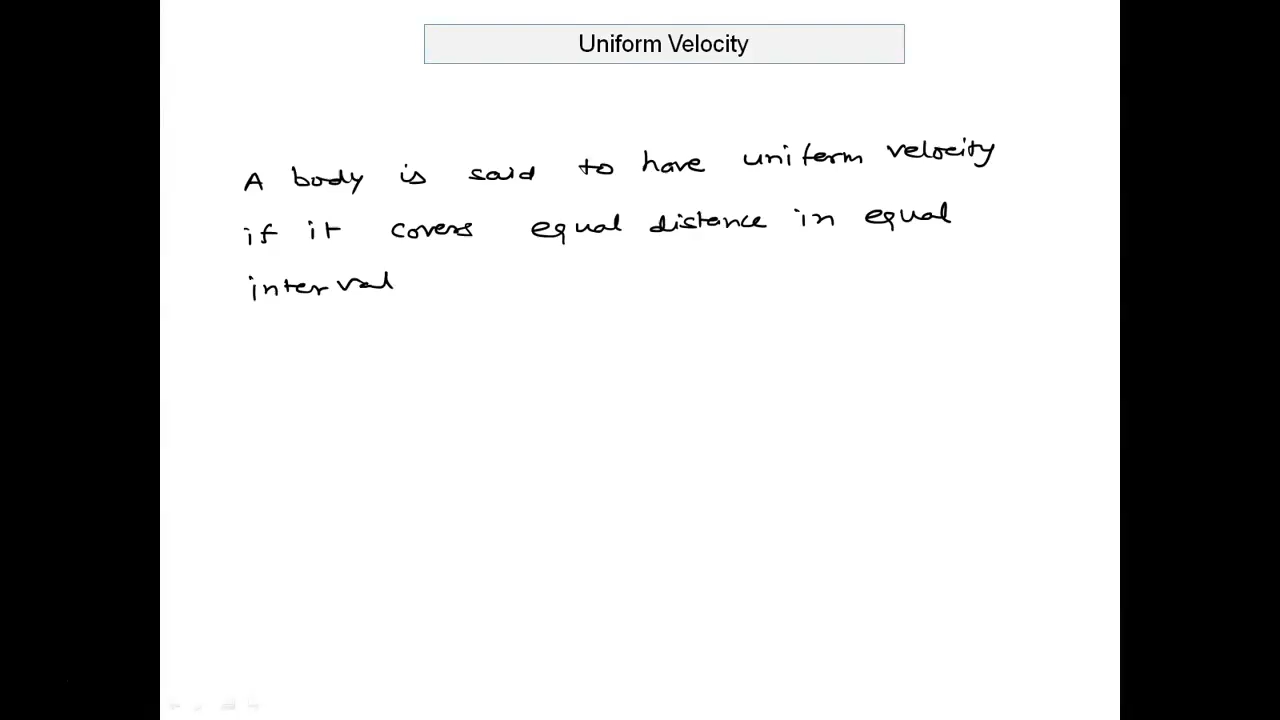 Uniform Velocity
A body is said to have uniform velocity
if it covers equal distance in equal
interval